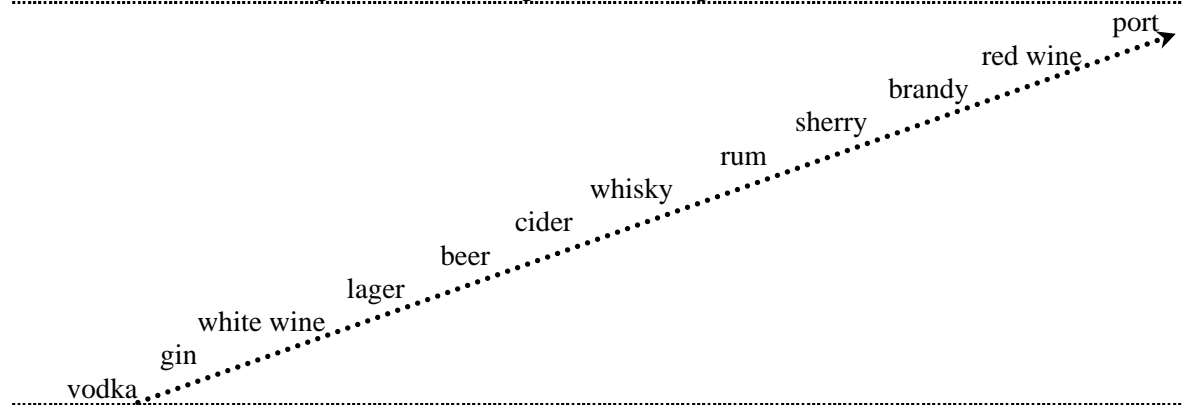 port
red wine
brandy
sherry
rum
whisky
cider
beer
lager
white wine
gin
vodka